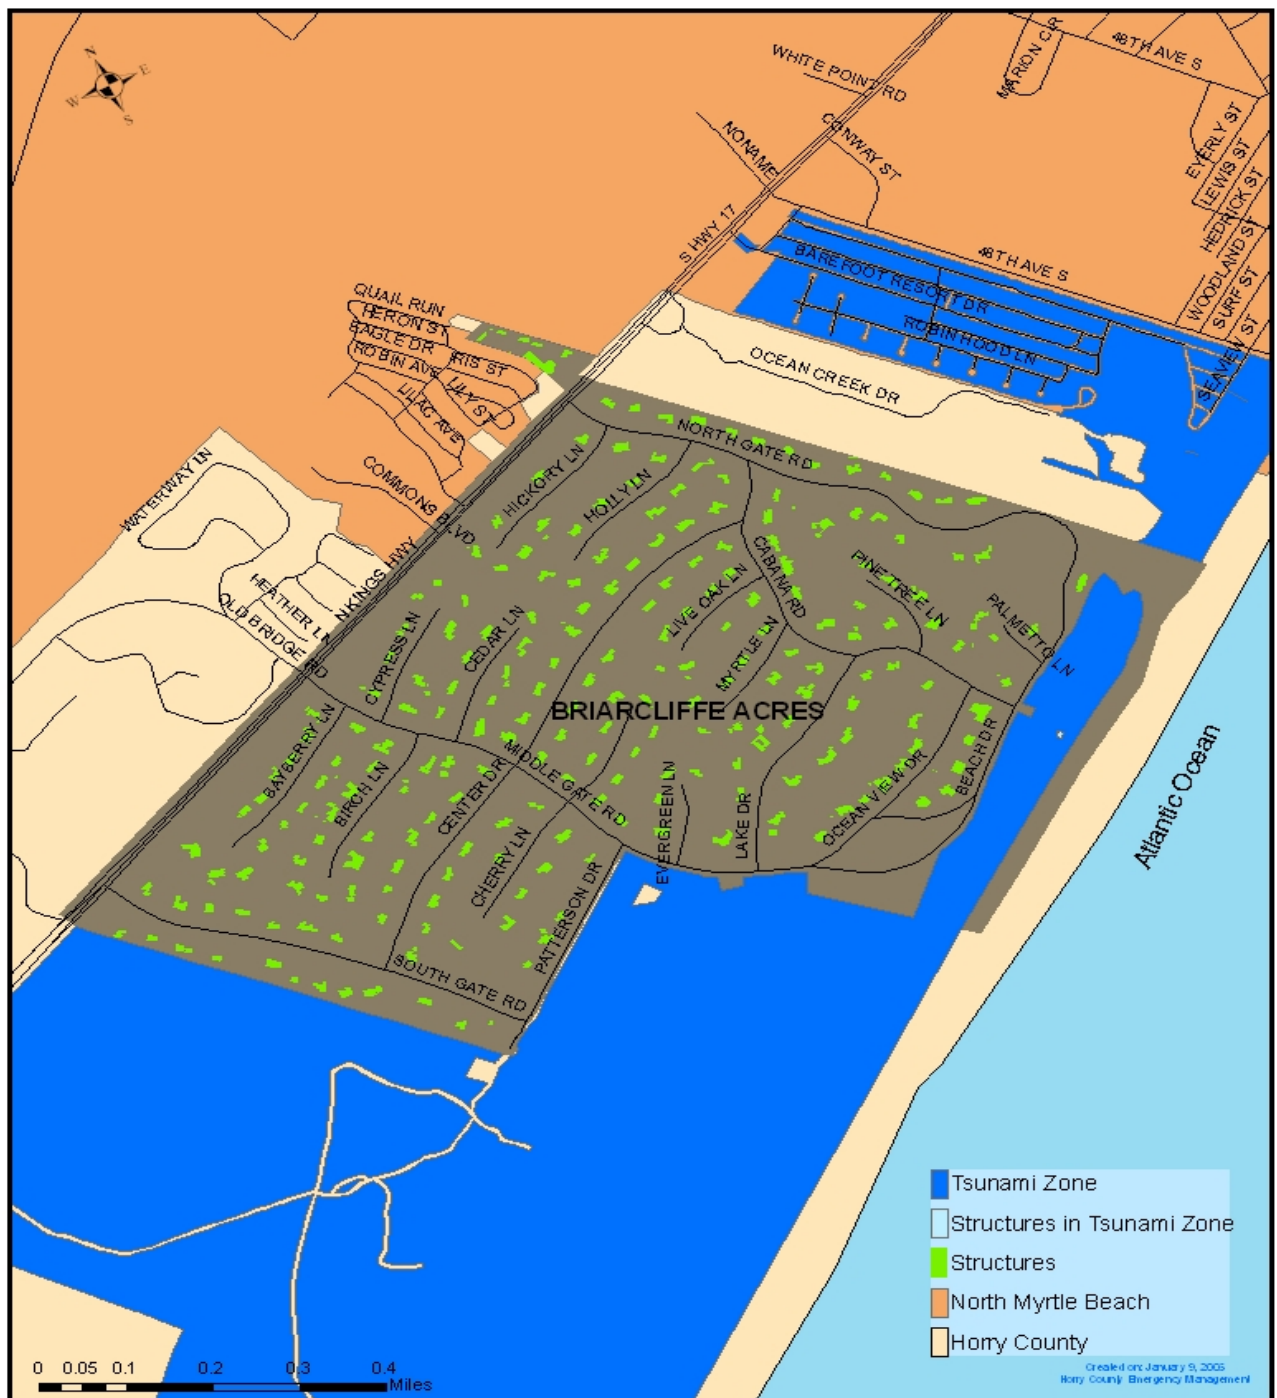 N
E
W
S
WHITE POINT RD
MARION CIR
48TH AVE S
NONAME
CONWAY ST
EYERLY ST
LEWIS ST
HEDRICK ST
WOODLAND ST
SURF ST
SEAVIEW ST
S HWY 17
48TH AVE S
BAREFOOT RESORT DR
ROBIN HOOD LN
OCEAN CREEK DR
QUAIL RUN
HERON ST
EAGLE DR
IRIS ST
ROBIN AVE
LILY ST
LILAC AVE
COMMONS BLVD
WATERWAY LN
HEATHER LN
OLD BRIDGE RD
N KINGS HWY
NORTH GATE RD
HICKORY LN
HOLLY LN
CABANA RD
PINE TREE LN
LIVE OAK LN
PALMETTO LN
MYRTLE LN
CYPRESS LN
CEDAR LN
BRIARCLIFFE ACRES
BAYBERRY LN
BIRCH LN
CENTER DR
MIDDLE GATE RD
CHERRY LN
EVERGREEN LN
LAKE DR
OCEAN VIEW DR
BEACH DR
PATTERSON DR
SOUTH GATE RD
Atlantic Ocean
Tsunami Zone
Structures in Tsunami Zone
Structures
North Myrtle Beach
Horry County
0 0.05 0.1 0.2 0.3 0.4
Miles
Created on: January 9, 2005
Horry County Emergency Management